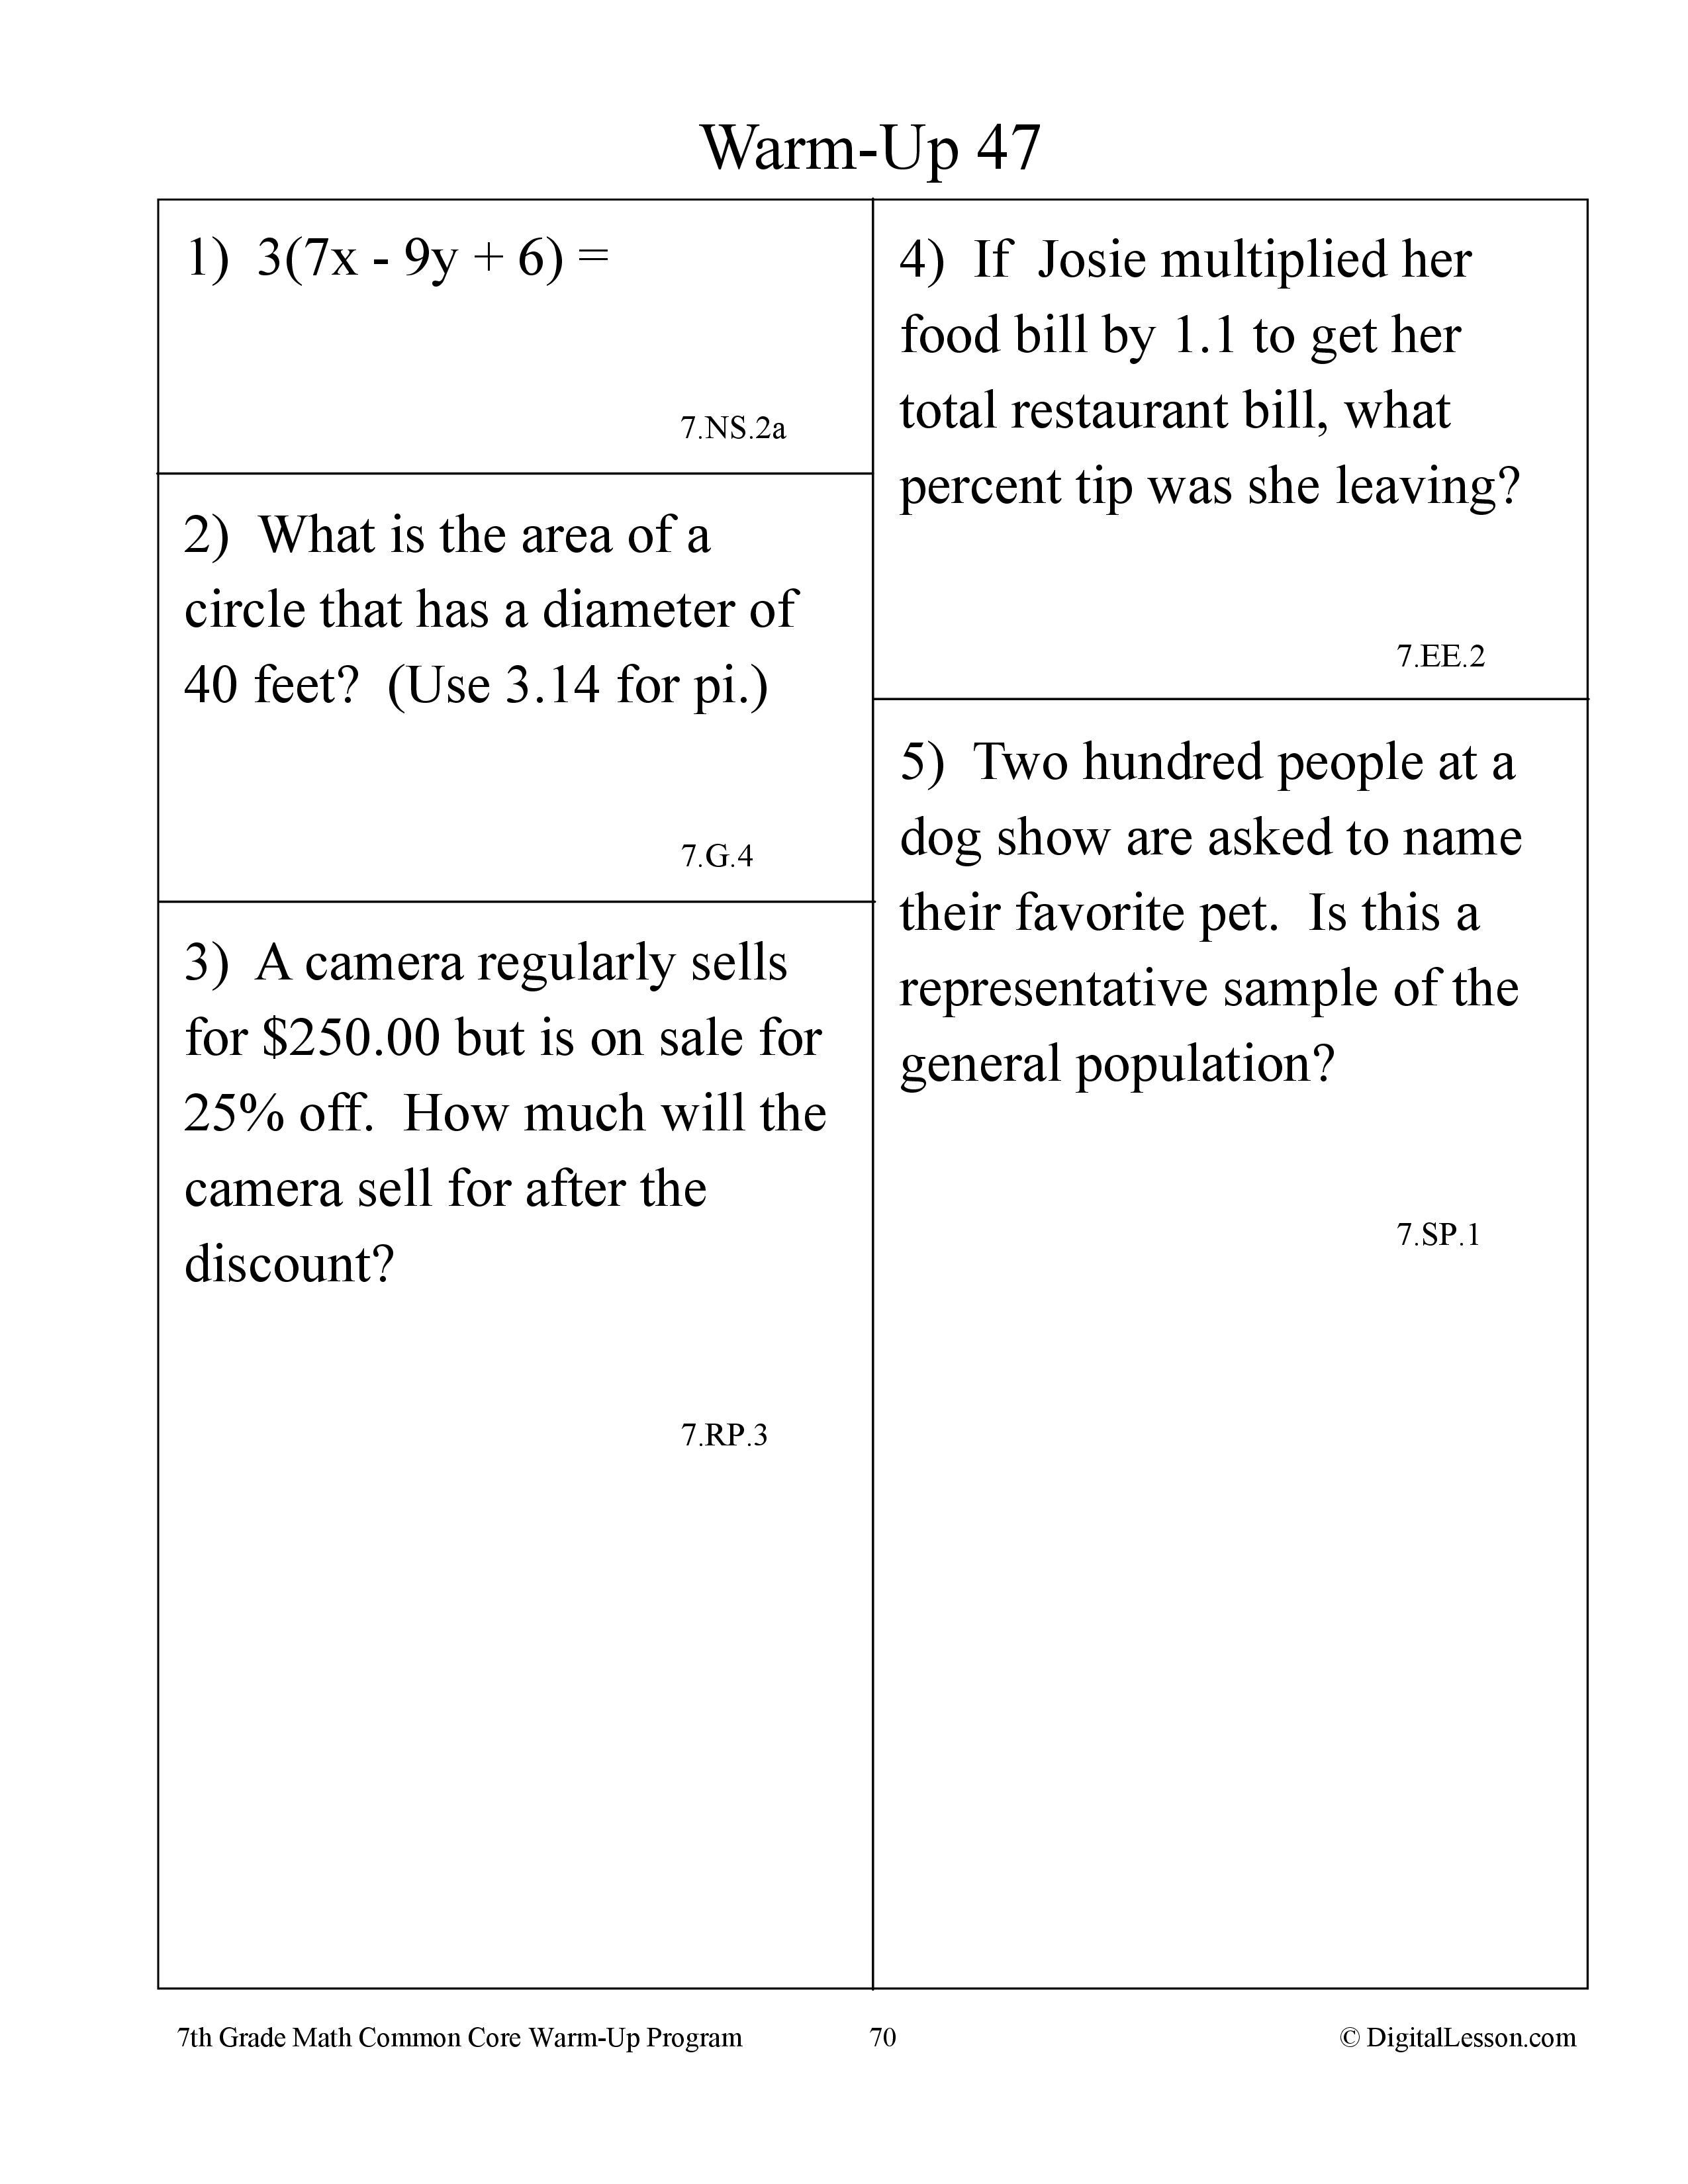 Warm-Up 47
1)  3(7x - 9y + 6) =
7.NS.2a
2)  What is the area of a
circle that has a diameter of
40 feet?  (Use 3.14 for pi.)
7.G.4
3)  A camera regularly sells
for $250.00 but is on sale for
25% off.  How much will the
camera sell for after the
discount?
7.RP.3
4)  If  Josie multiplied her
food bill by 1.1 to get her
total restaurant bill, what
percent tip was she leaving?
7.EE.2
5)  Two hundred people at a
dog show are asked to name
their favorite pet.  Is this a
representative sample of the
general population?
7.SP.1
7th Grade Math Common Core Warm-Up Program
70
© DigitalLesson.com